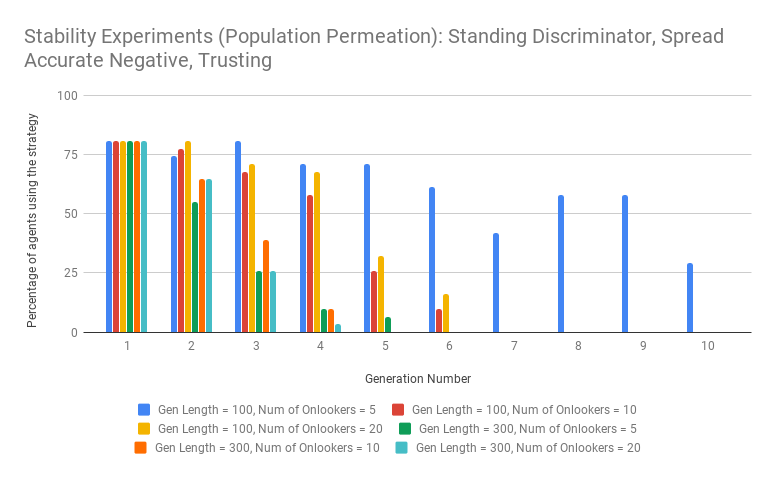 Stability Experiments (Population Permeation): Standing Discriminator, Spread
Accurate Negative, Trusting
Percentage of agents using the strategy
100
75
50
25
0
1 2 3 4 5 6 7 8 9 10
Generation Number
Gen Length = 100, Num of Onlookers = 5 Gen Length = 100, Num of Onlookers = 10
Gen Length = 100, Num of Onlookers = 20 Gen Length = 300, Num of Onlookers = 5
Gen Length = 300, Num of Onlookers = 10 Gen Length = 300, Num of Onlookers = 20